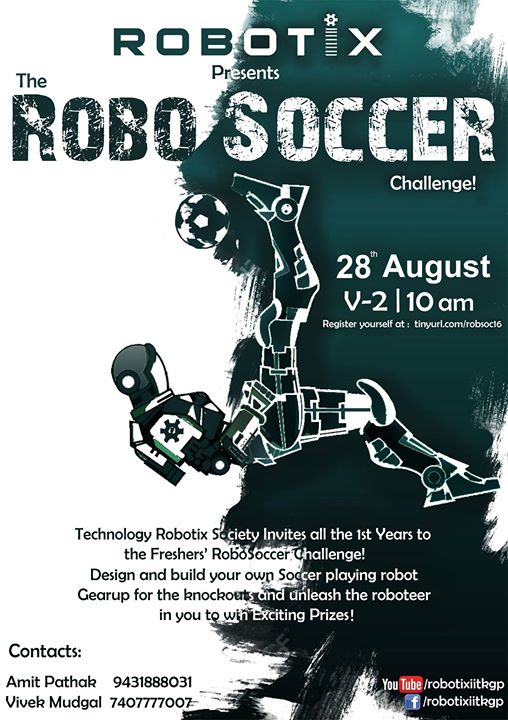 ROBOTIX
Presents
The
ROBO SOCCER
Challenge!
28th August
V-2 | 10 am
Register yourself at : tinyurl.com/robsoc16
Technology Robotix Society Invites all the 1st Years to
the Freshers' RoboSoccer Challenge!
Design and build your own Soccer playing robot
Gearup for the knockouts and unleash the roboteer
in you to win Exciting Prizes!
Contacts:
Amit Pathak 9431888031
Vivek Mudgal 7407777007
You Tube /robotixiitkgp
f /robotixiitkgp